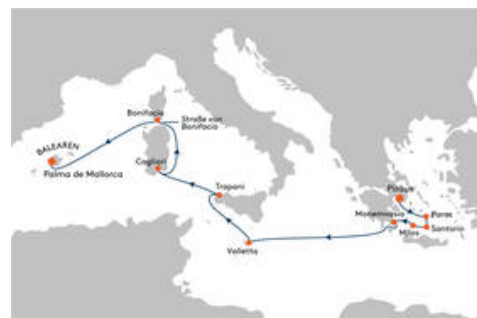 Bonifacio
Straße von
Bonifacio
BALEAREN
Palma de Mallorca
Cagliari
Trapani
Valletta
Piräus
Monemvasia
Paros
Milos
Santorin